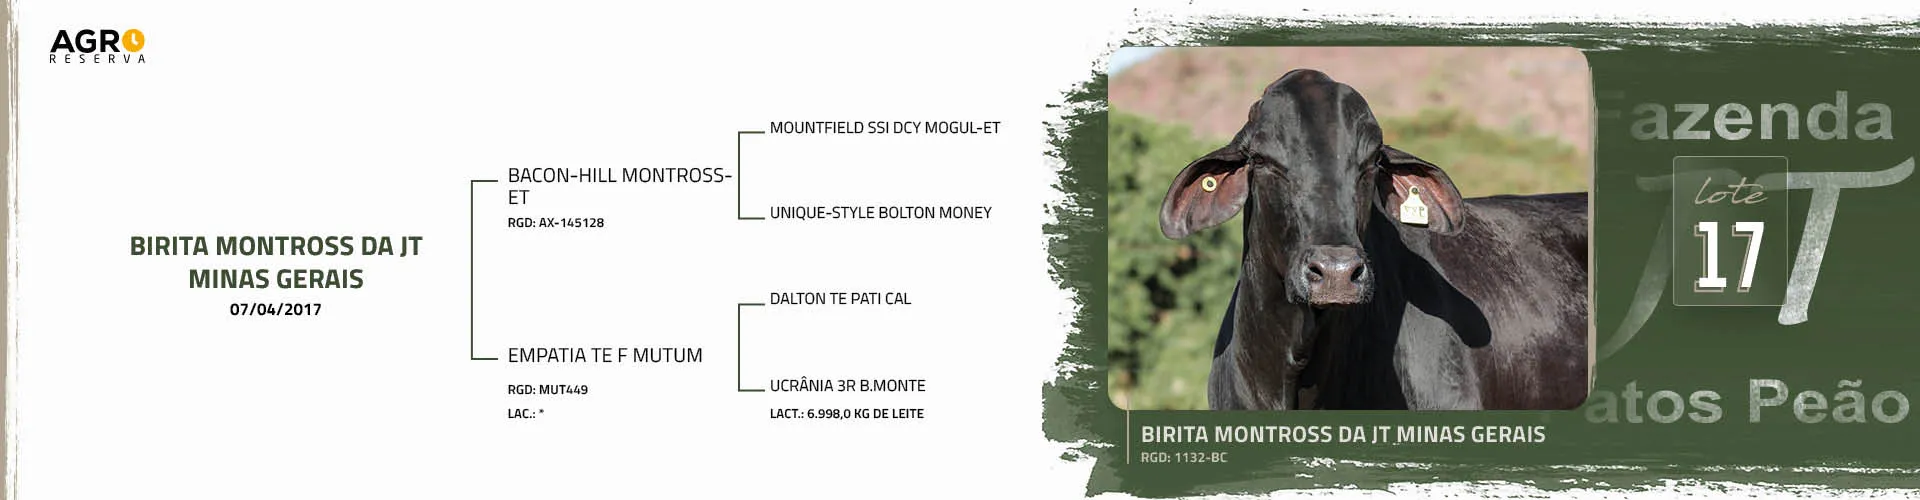 AGRO
RESERVA
BIRITA MONTROSS DA JT
MINAS GERAIS
07/04/2017
BACON-HILL MONTROSS-
ET
RGD: AX-145128
EMPATIA TE F MUTUM
RGD: MUT449
LAC.: *
MOUNTFIELD SSI DCY MOGUL-ET
UNIQUE-STYLE BOLTON MONEY
DALTON TE PATI CAL
UCRÂNIA 3R B.MONTE
LACT.: 6.998,0 KG DE LEITE
BIRITA MONTROSS DA JT MINAS GERAIS
RGD: 1132-BC
Fazenda
JT
lote
17
Patos Peão